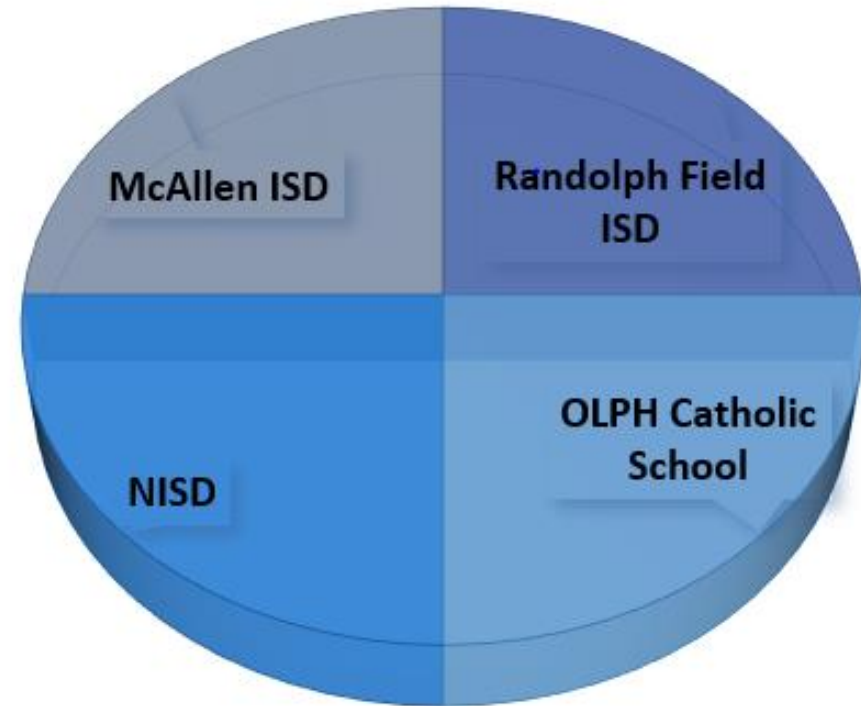 McAllen ISD
Randolph Field
ISD
OLPH Catholic
School
NISD